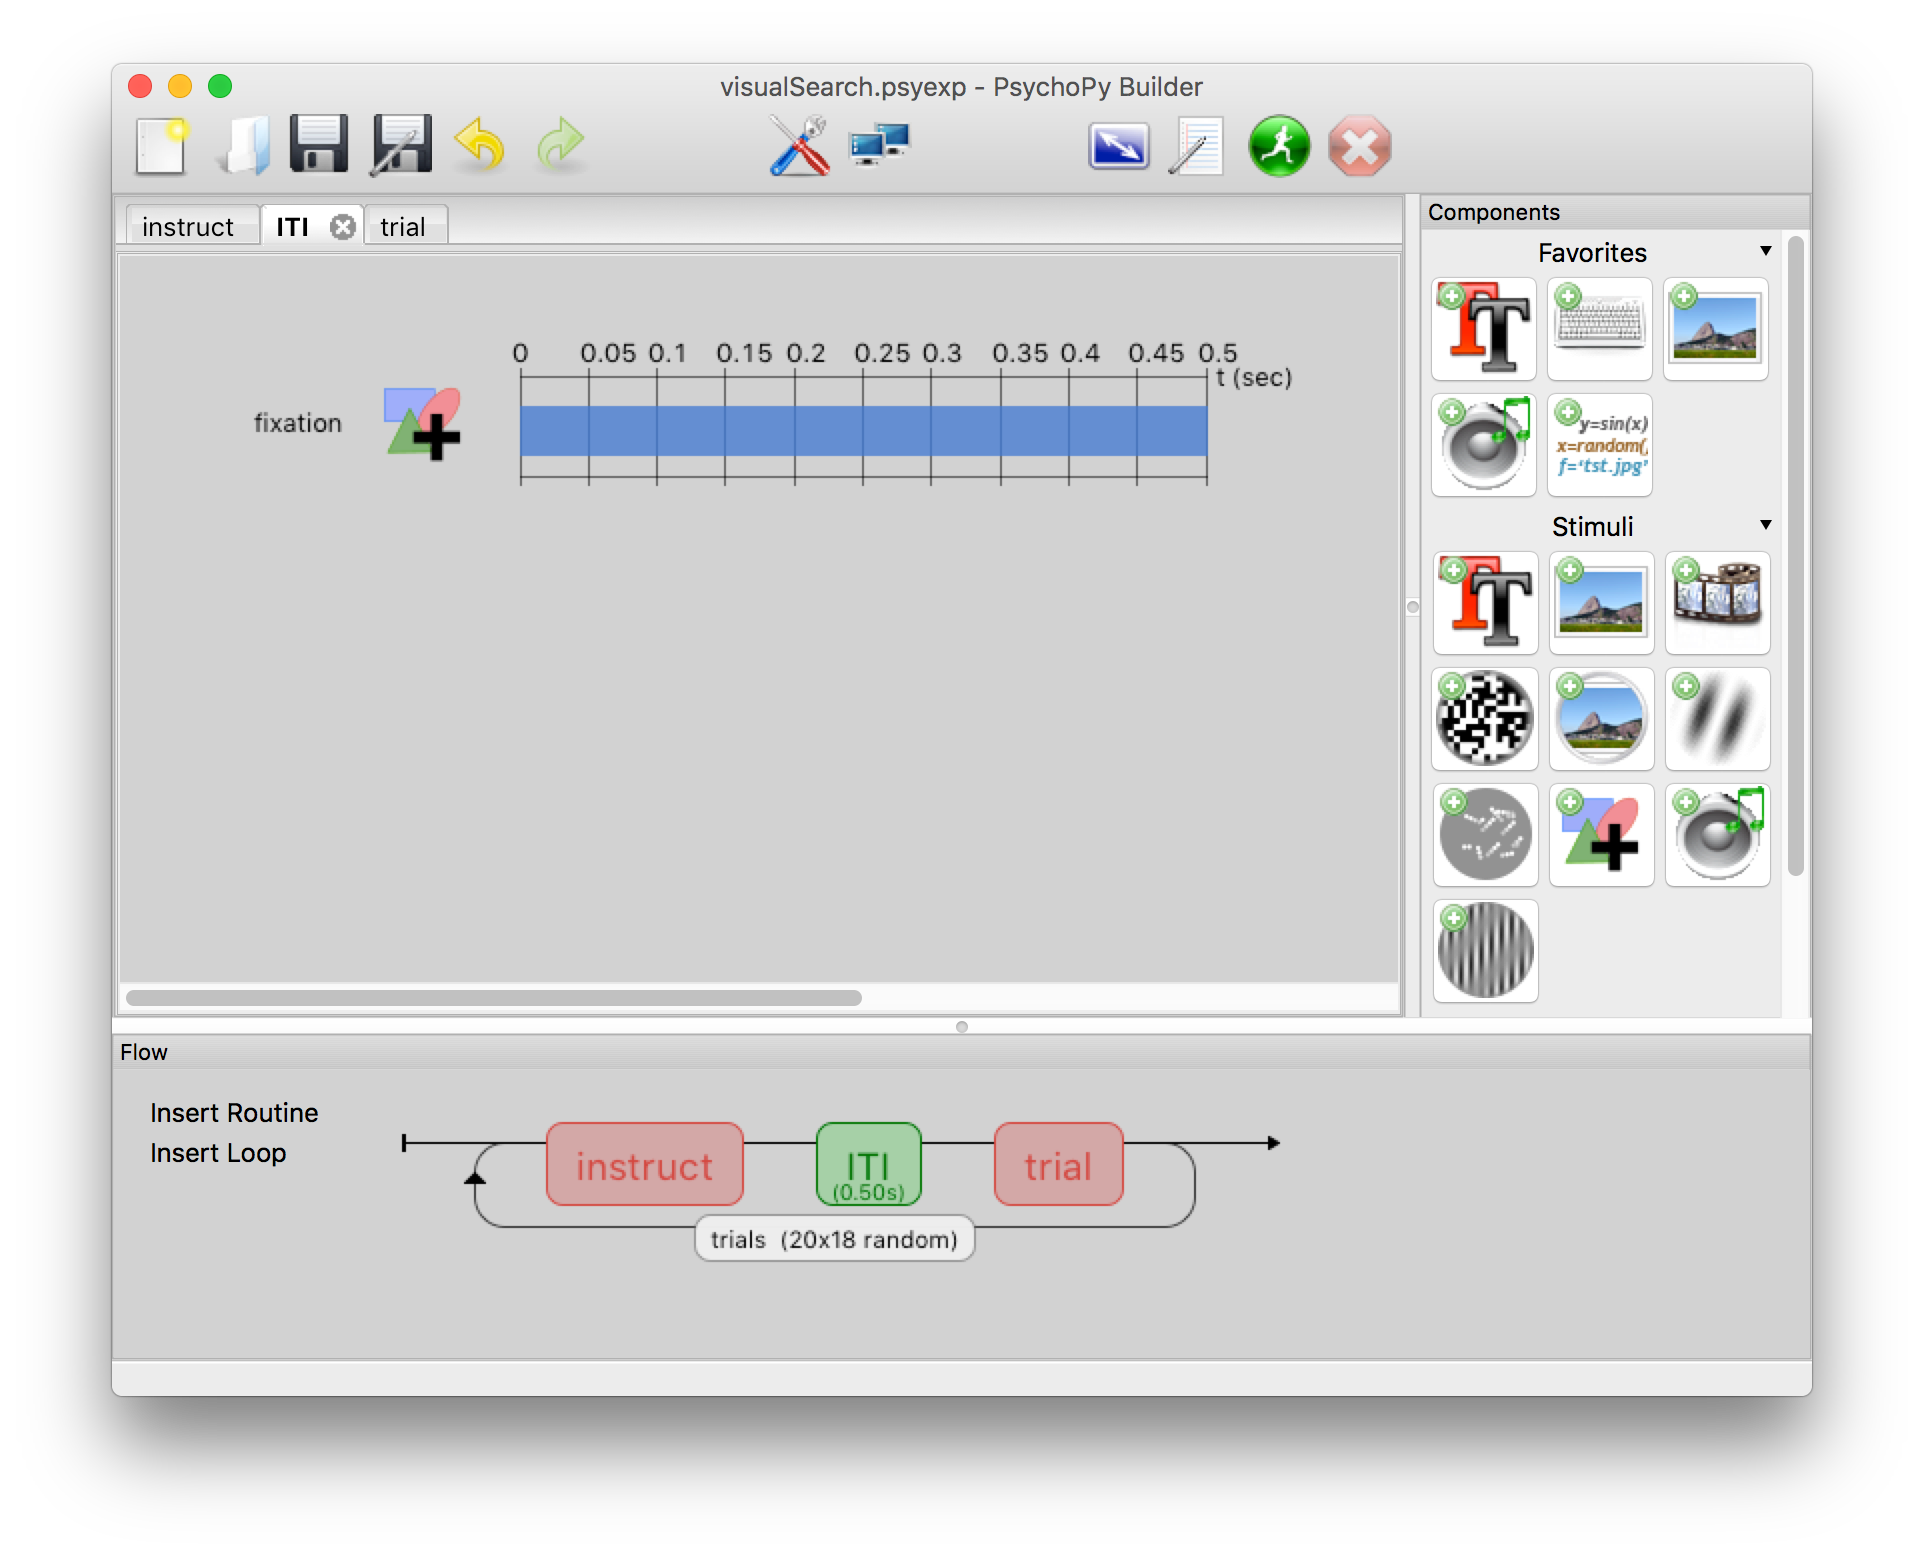 visualSearch.psyexp - PsychoPy Builder
instruct
ITI
trial
Components
Favorites
y=sin(x)
x=random(,
f='tst.jpg'
Stimuli
0 0.05 0.1 0.15 0.2 0.25 0.3 0.35 0.4 0.45 0.5
t (sec)
fixation
Flow
Insert Routine
Insert Loop
instruct
ITI
(0.50s)
trial
trials (20x18 random)